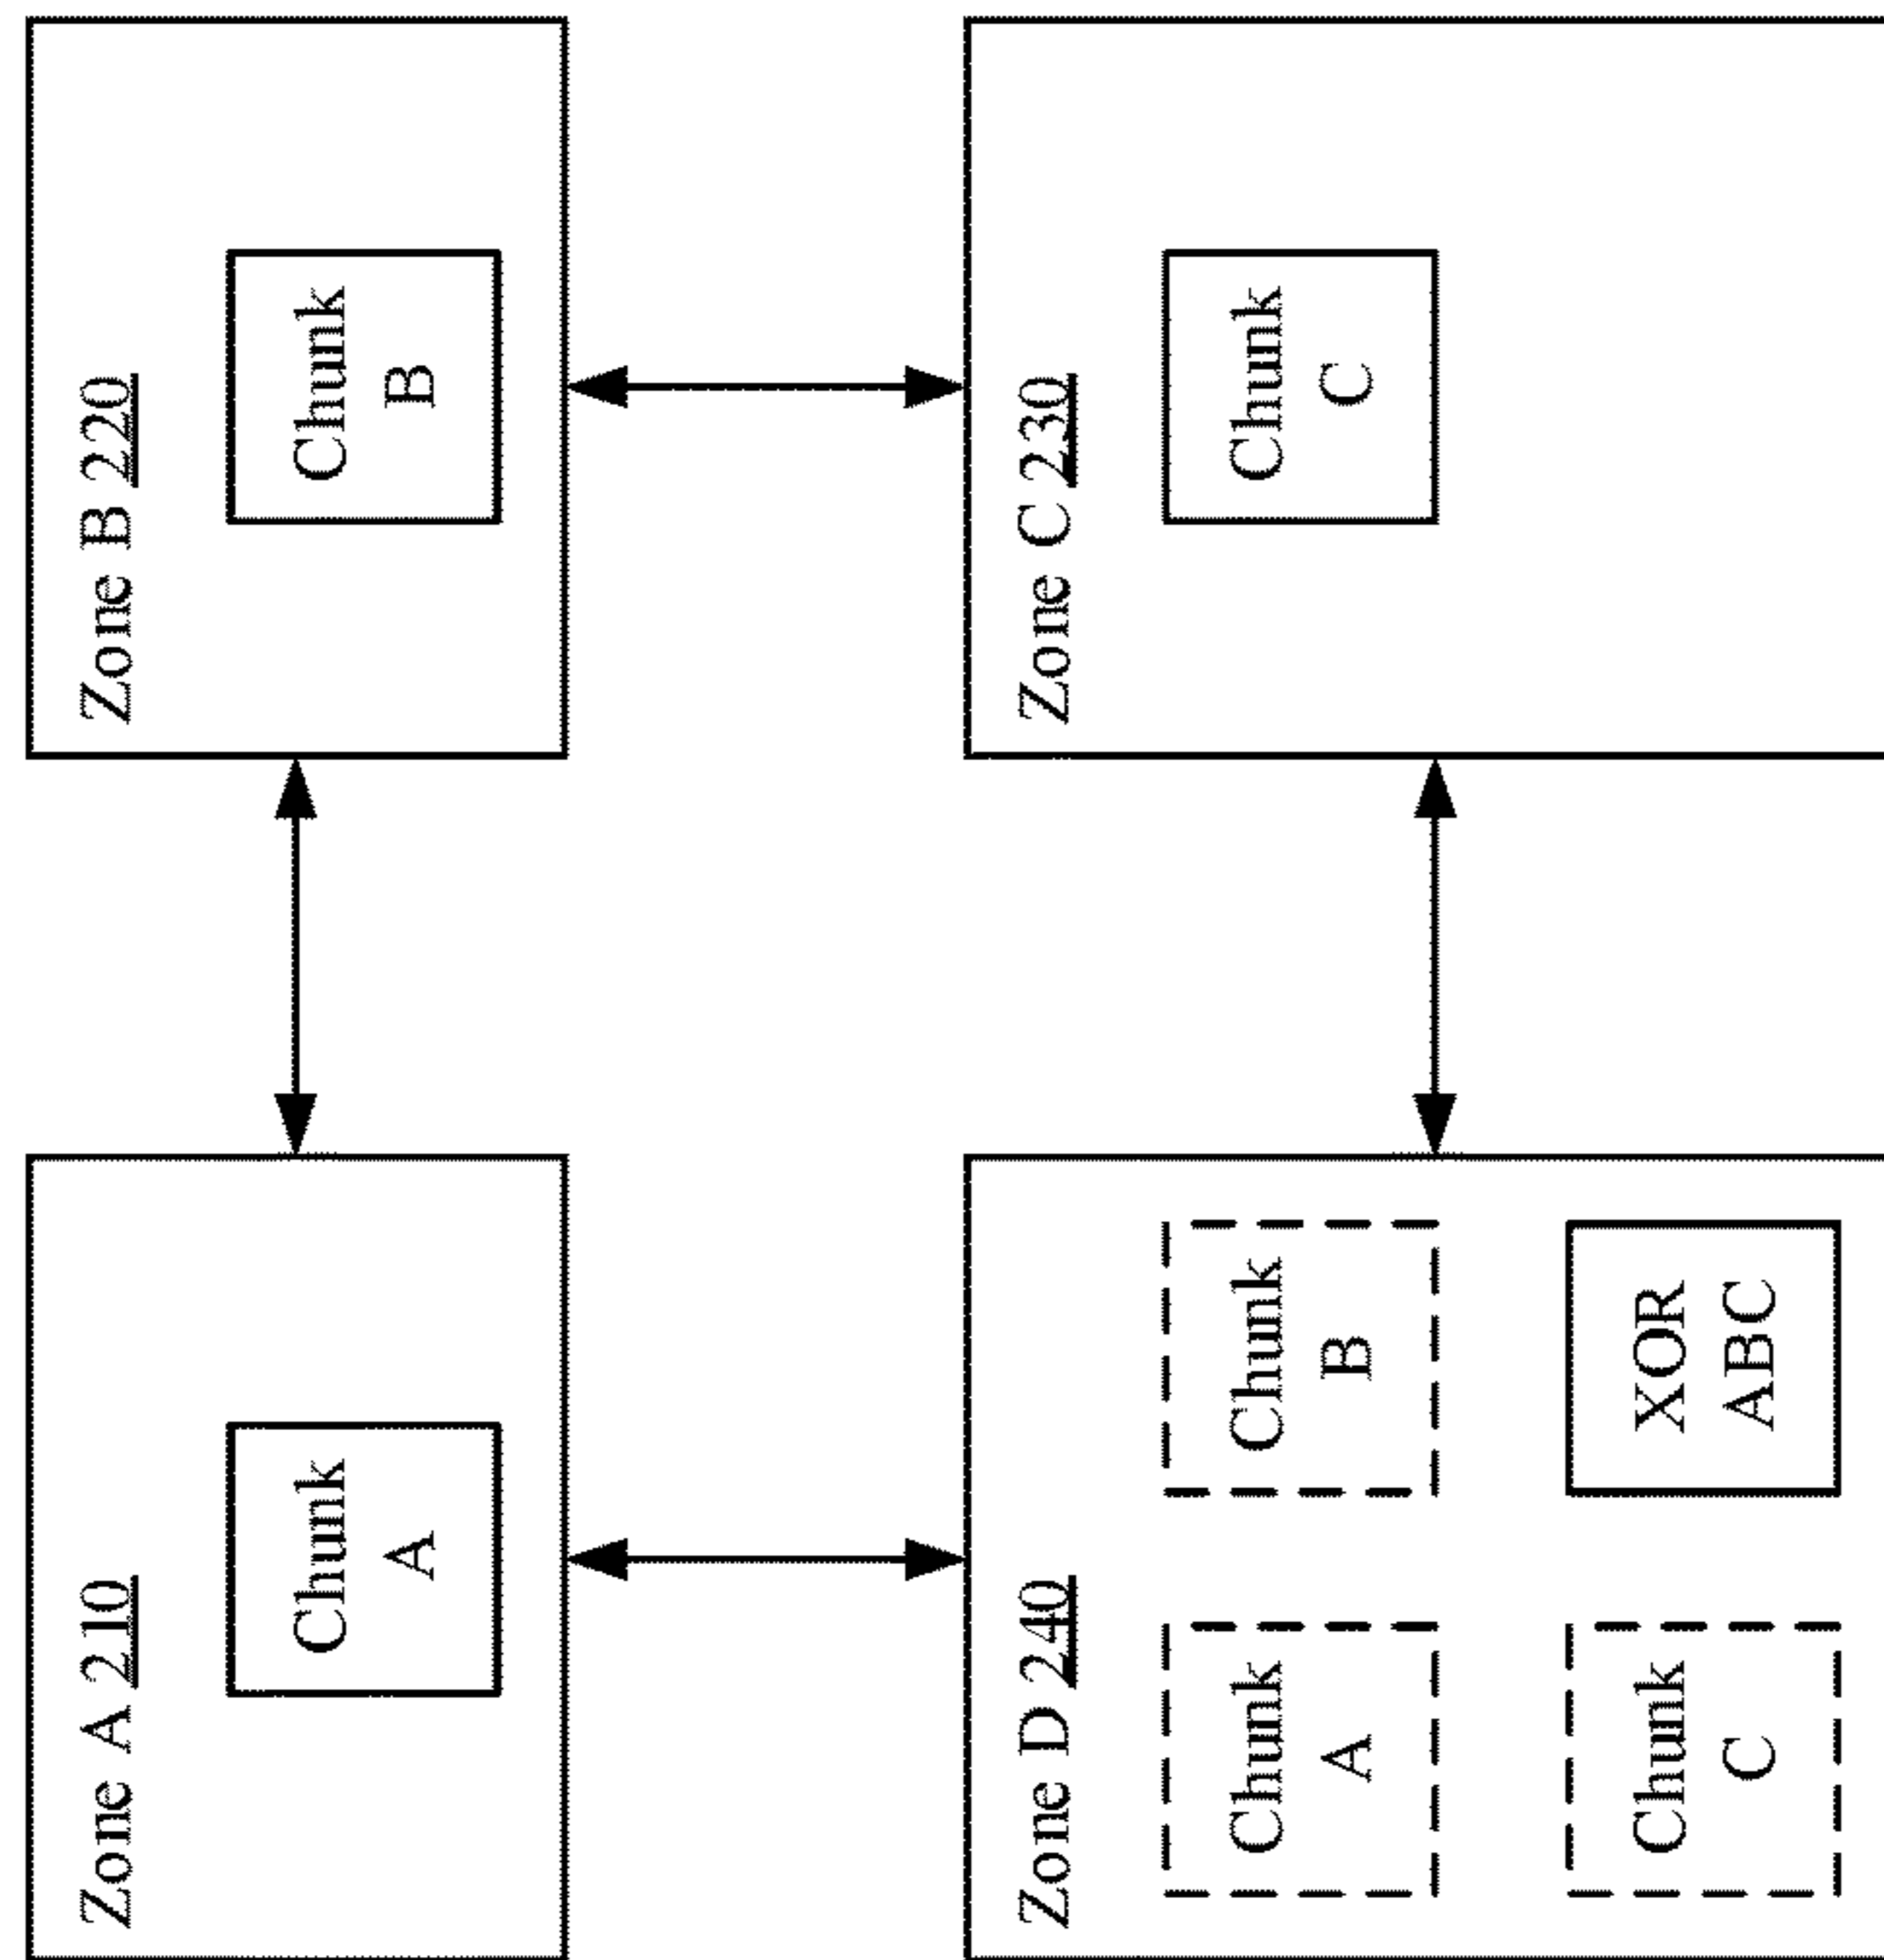 Zone A 210
Chunk
A
Zone B 220
Chunk
B
Zone D 240
Chunk
A
Chunk
B
Chunk
C
XOR
ABC
Zone C 230
Chunk
C